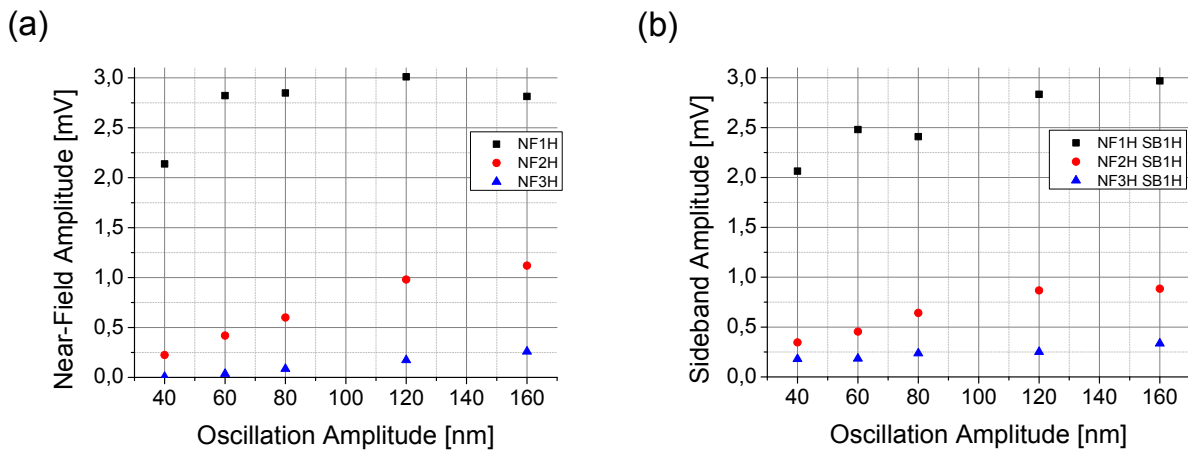 (a)
3,0
2,5
2,0
1,5
1,0
0,5
0,0
Near-Field Amplitude [mV]
NF1H
NF2H
NF3H
40 60 80 100 120 140 160
Oscillation Amplitude [nm]
(b)
3,0
2,5
2,0
1,5
1,0
0,5
0,0
Sideband Amplitude [mV]
NF1H SB1H
NF2H SB1H
NF3H SB1H
40 60 80 100 120 140 160
Oscillation Amplitude [nm]